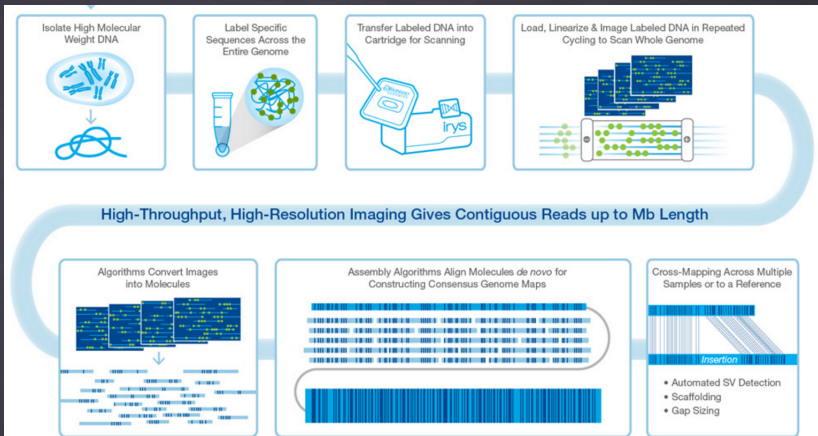 Isolate High Molecular
Weight DNA
Label Specific
Sequences Across the
Entire Genome
Transfer Labeled DNA into
Cartridge for Scanning
irys
Load, Linearize & Image Labeled DNA in Repeated
Cycling to Scan Whole Genome
High-Throughput, High-Resolution Imaging Gives Contiguous Reads up to Mb Length
Algorithms Convert Images
into Molecules
Assembly Algorithms Align Molecules de novo for
Constructing Consensus Genome Maps
Cross-Mapping Across Multiple
Samples or to a Reference
Insertion
• Automated SV Detection
• Scaffolding
• Gap Sizing